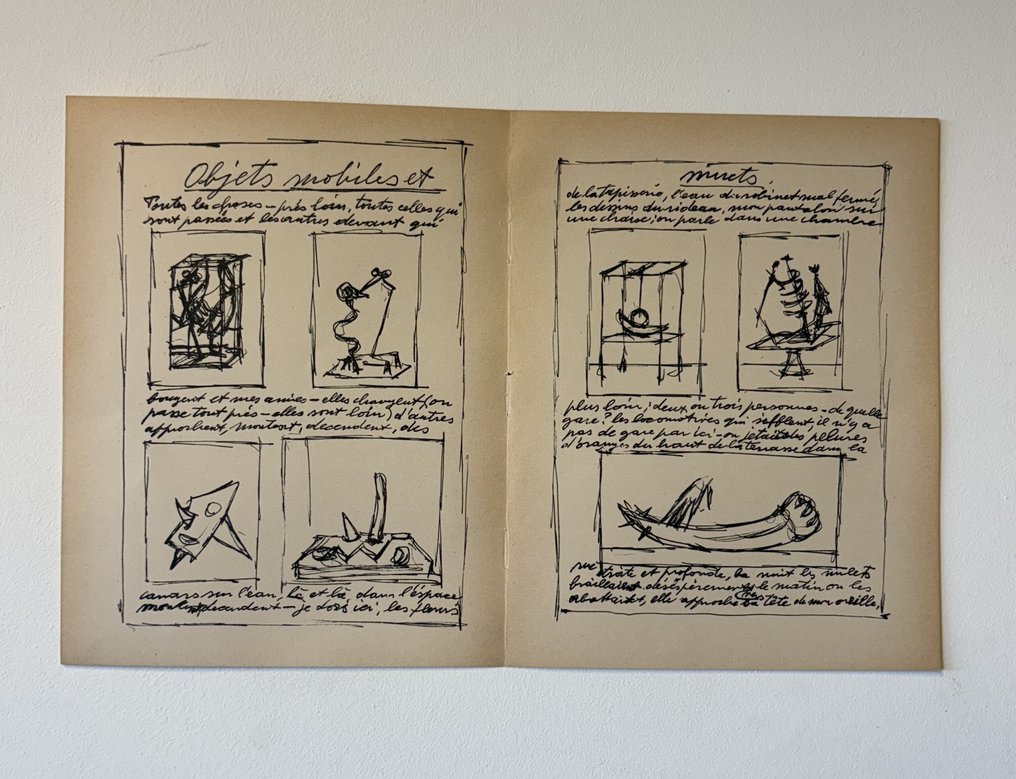 Objets mobiles et
Toutes les choses – près, loin, toutes celles qui
sont passées et les autres devant qui
bougent et mes amies – elles changent (on
passe tout près – elles sont loin) d'autres
approchent, montent, descendent, des
canards sur l'eau, là et là, dans l'espace
montent, descendent – je dors ici, les fleurs
muets.
de la tapisserie, l'eau du robinet mal fermé
les dessins du rideau, mon pantalon sur
une chaise, on parle dans une chambre
plus loin; deux ou trois personnes – de quelle
gare? les locomotives qui sifflent, il n'y a
pas de gare par ici – on jetait des pelures
d'oranges du haut de la terrasse dans la
rue étroite et profonde, la nuit les mulets
braillaient désespérément le matin on les
abattait, elle approche sa tête de mon oreille,